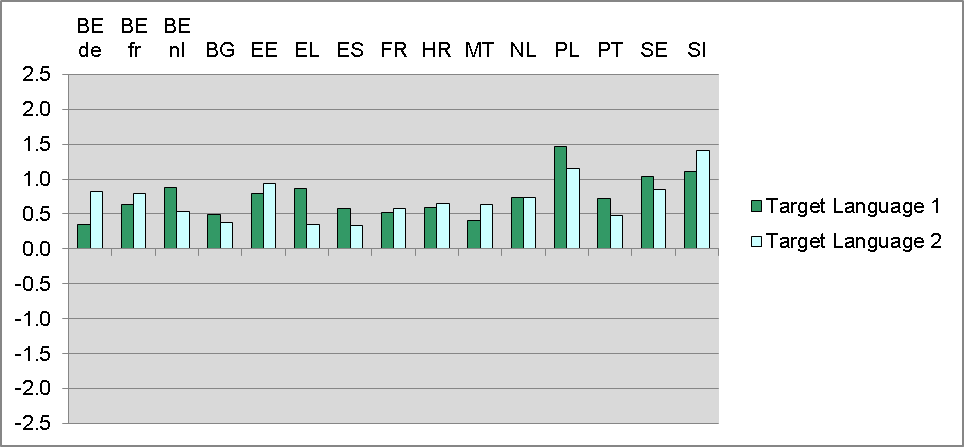 BE BE BE
de fr nl BG EE EL ES FR HR MT NL PL PT SE SI
2.5
2.0
1.5
1.0
0.5
0.0
-0.5
-1.0
-1.5
-2.0
-2.5
Target Language 1
Target Language 2